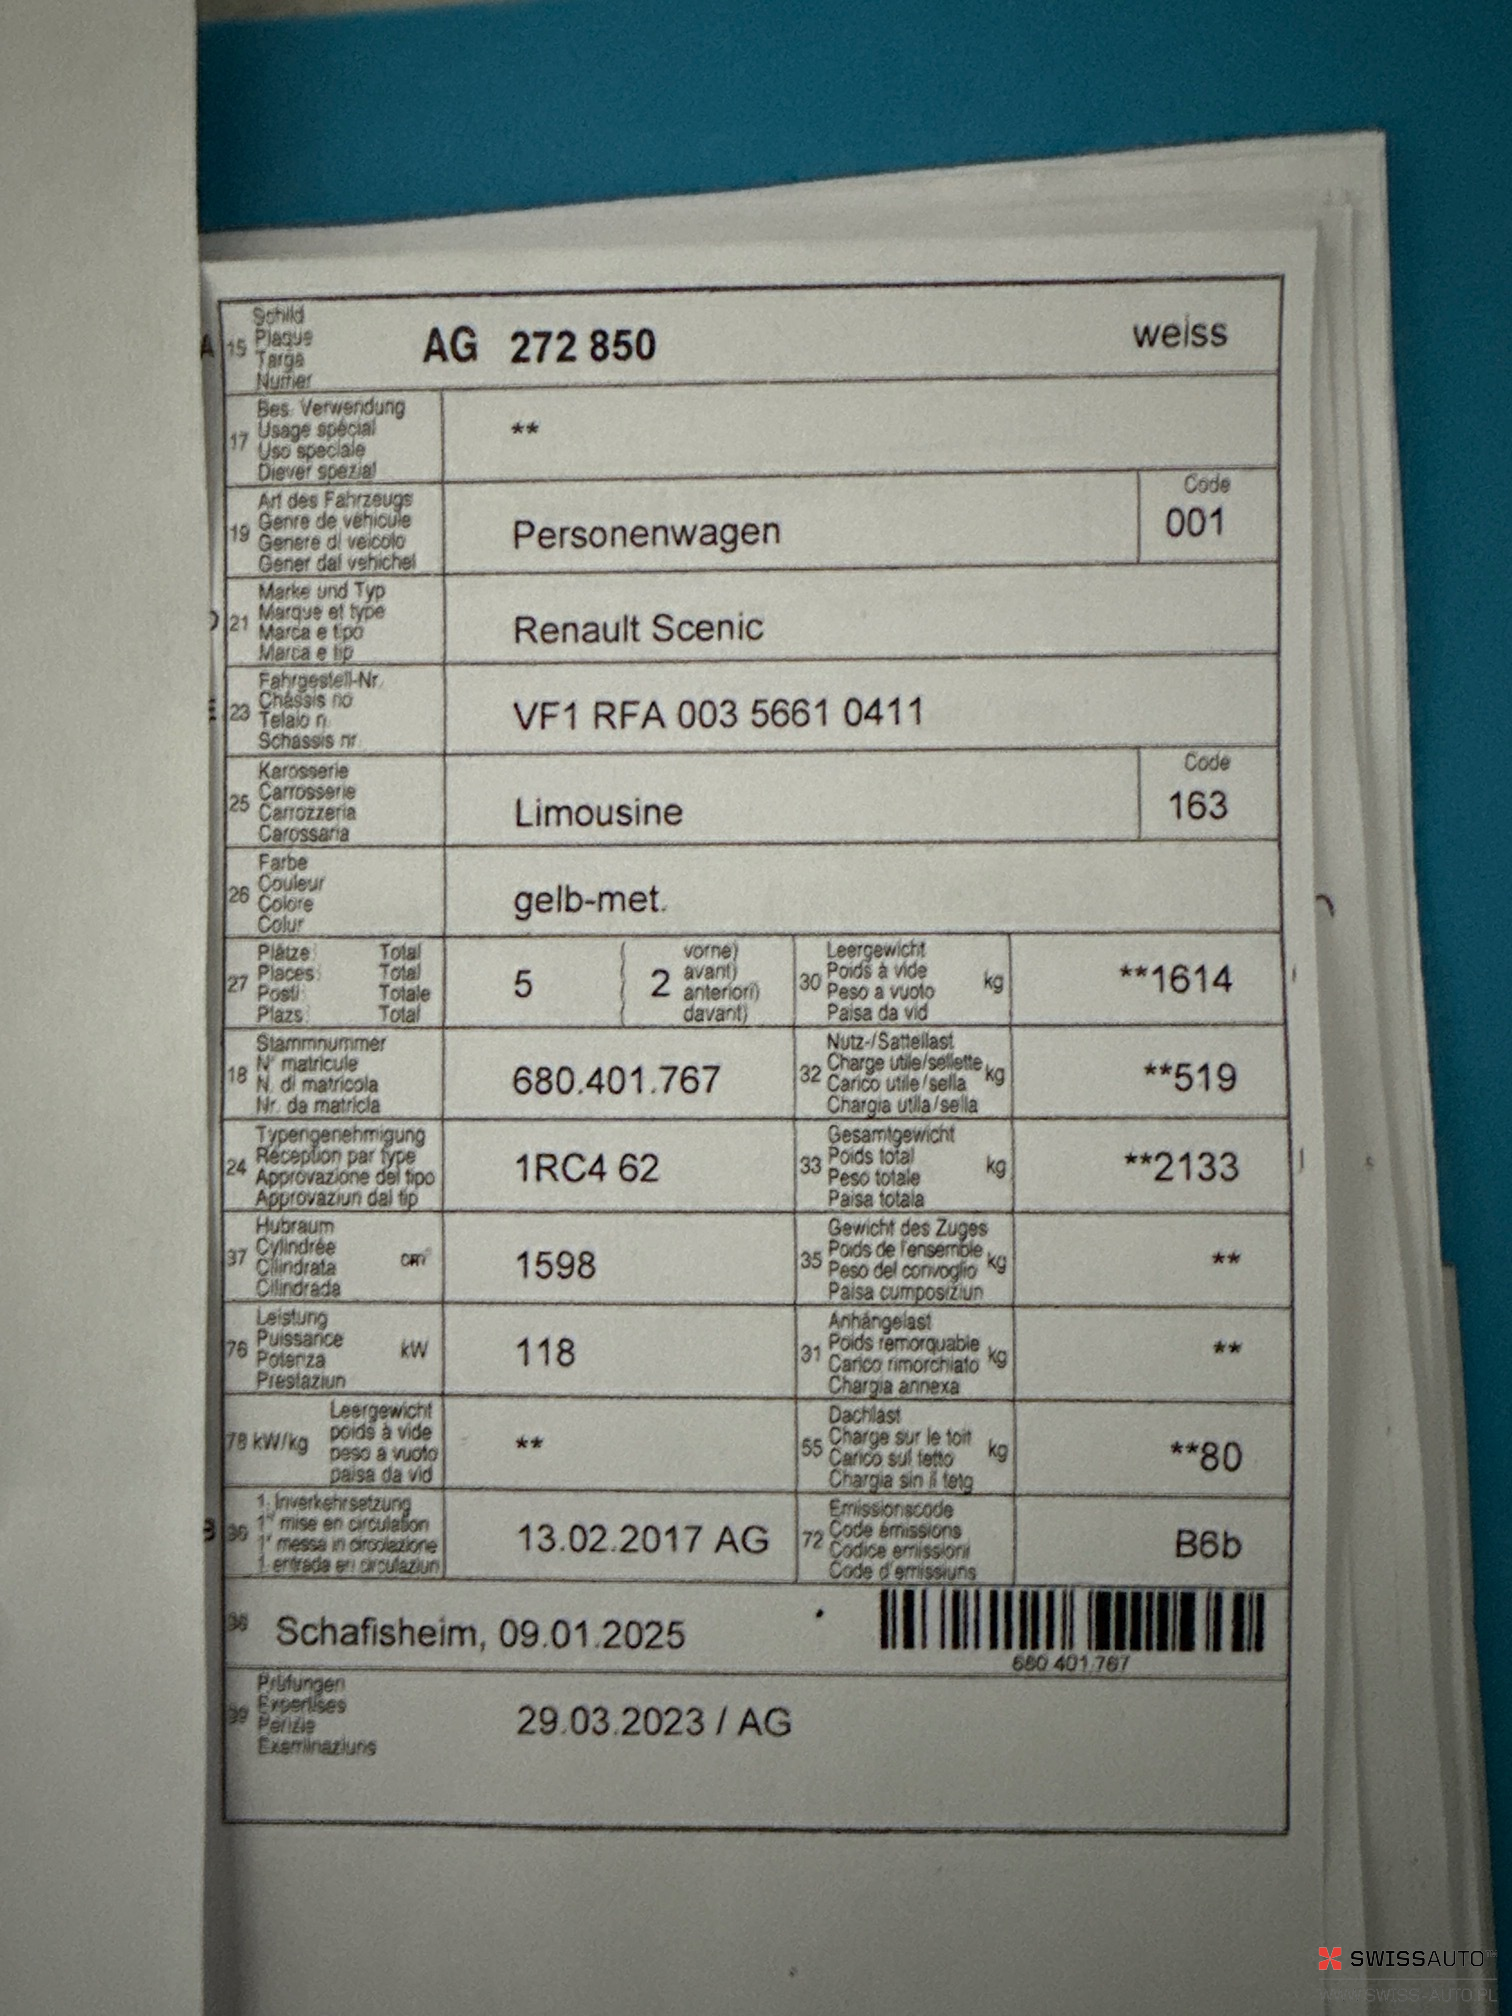 A 15 Schild
Plaque
Targa
Numer
AG 272 850 weiss
17 Bes. Verwendung
Usage spécial
Uso speciale
Diever spezial
**
19 Art des Fahrzeugs
Genre de véhicule
Genere di veicolo
Gener dal vehichel
Personenwagen
Code
001
21 Marke und Typ
Marque et type
Marca e tipo
Marca e tip
Renault Scenic
23 Fahrgestell-Nr.
Châssis no
Telaio n.
Schassis nr.
VF1 RFA 003 5661 0411
25 Karosserie
Carrosserie
Carrozzeria
Carossaria
Limousine
Code
163
26 Farbe
Couleur
Colore
Colur
gelb-met.
27 Plätze: Total
Places: Total
Posti: Totale
Plazs: Total
5 ( 2 vorne)
( avant)
( anteriori)
( davant)
30 Leergewicht
Poids à vide kg
Peso a vuoto
Paisa da vid
**1614
18 Stammnummer
N° matricule
N. di matricola
Nr. da matricla
680.401.767
32 Nutz-/Sattellast
Charge utile/sellette kg
Carico utile/sella
Chargia utila/sella
**519
24 Typengenehmigung
Réception par type
Approvazione del tipo
Approvaziun dal tip
1RC4 62
33 Gesamtgewicht
Poids total kg
Peso totale
Paisa totala
**2133
37 Hubraum
Cylindrée cm³
Cilindrata
Cilindrada
1598
35 Gewicht des Zuges
Poids de l'ensemble kg
Peso del convoglio
Paisa cumposiziun
**
76 Leistung
Puissance kW
Potenza
Prestaziun
118
31 Anhängelast
Poids remorquable kg
Carico rimorchiato
Chargia annexa
**
78 kW/kg Leergewicht
poids à vide
peso a vuoto
paisa da vid
**
55 Dachlast
Charge sur le toit kg
Carico sul tetto
Chargia sin il tetg
**80
B 36 1. Inverkehrsetzung
1re mise en circulation
1a messa in circolazione
1. entrada en circulaziun
13.02.2017 AG
72 Emissionscode
Code émissions
Codice emissioni
Code d'emissiuns
B6b
38 Schafisheim, 09.01.2025
680.401.767
39 Prüfungen
Expertises
Perizie
Examinaziuns
29.03.2023 / AG
SWISSAUTO
WWW.SWISS-AUTO.PL